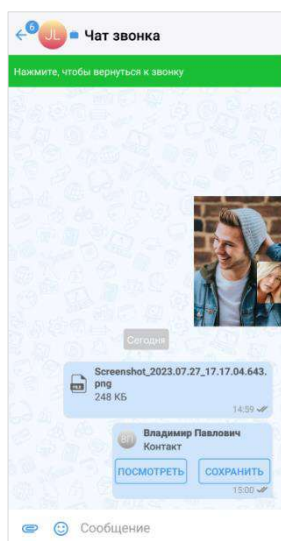 6
JL Чат звонка
Нажмите, чтобы вернуться к звонку
Сегодня
Screenshot_2023.07.27_17.17.04.643.
png
FILE
248 КБ
14:59
ВП Владимир Павлович
Контакт
ПОСМОТРЕТЬ СОХРАНИТЬ
15:00
Сообщение